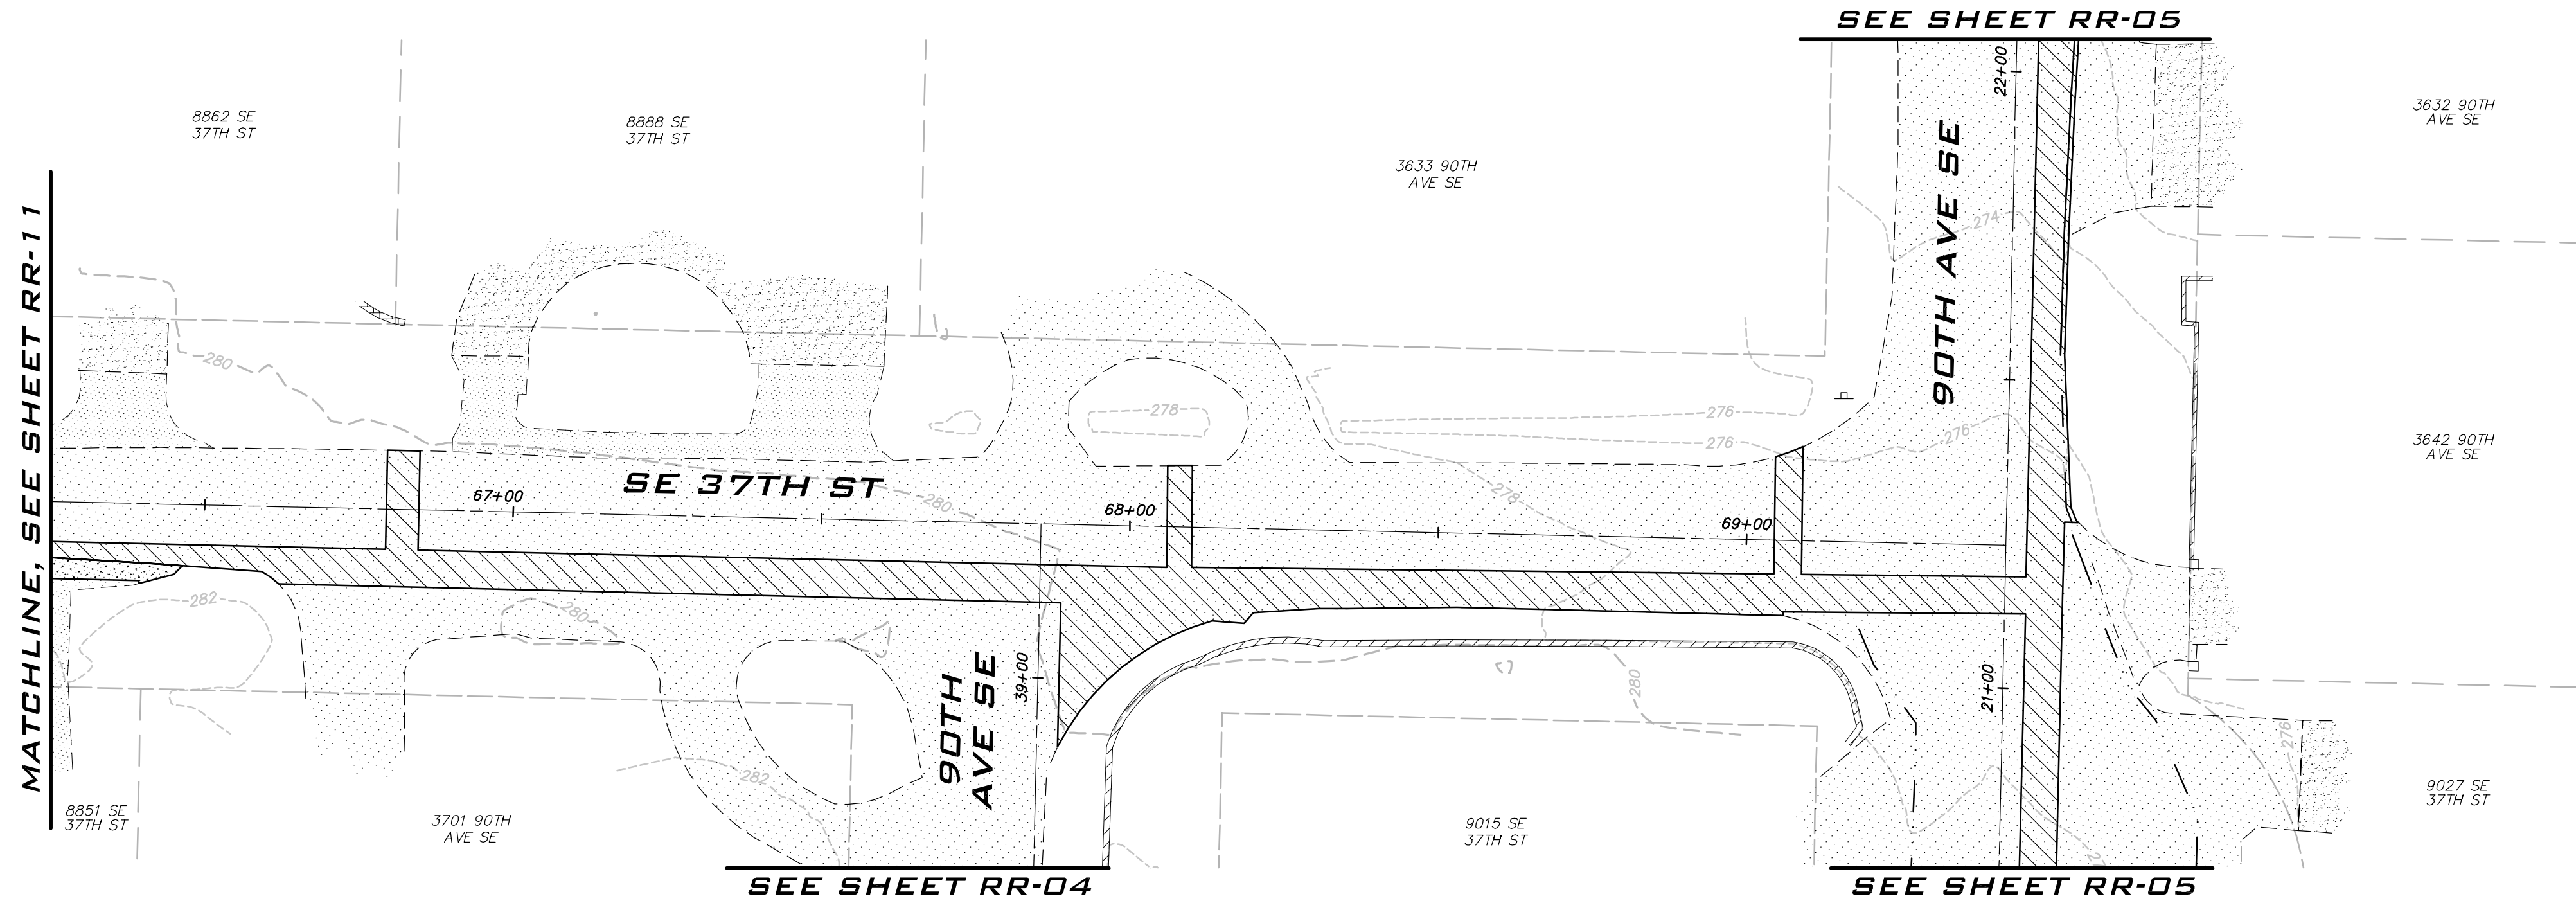 SEE SHEET RR-05
22+00
8862 SE
37TH ST
8888 SE
37TH ST
3633 90TH
AVE SE
3632 90TH
AVE SE
90TH AVE SE
274
MATCHLINE, SEE SHEET RR-11
280
278
276
276
276
3642 90TH
AVE SE
67+00
SE 37TH ST
280
68+00
278
69+00
282
280
39+00
90TH
AVE SE
280
21+00
276
282
8851 SE
37TH ST
3701 90TH
AVE SE
9015 SE
37TH ST
9027 SE
37TH ST
SEE SHEET RR-04
SEE SHEET RR-05